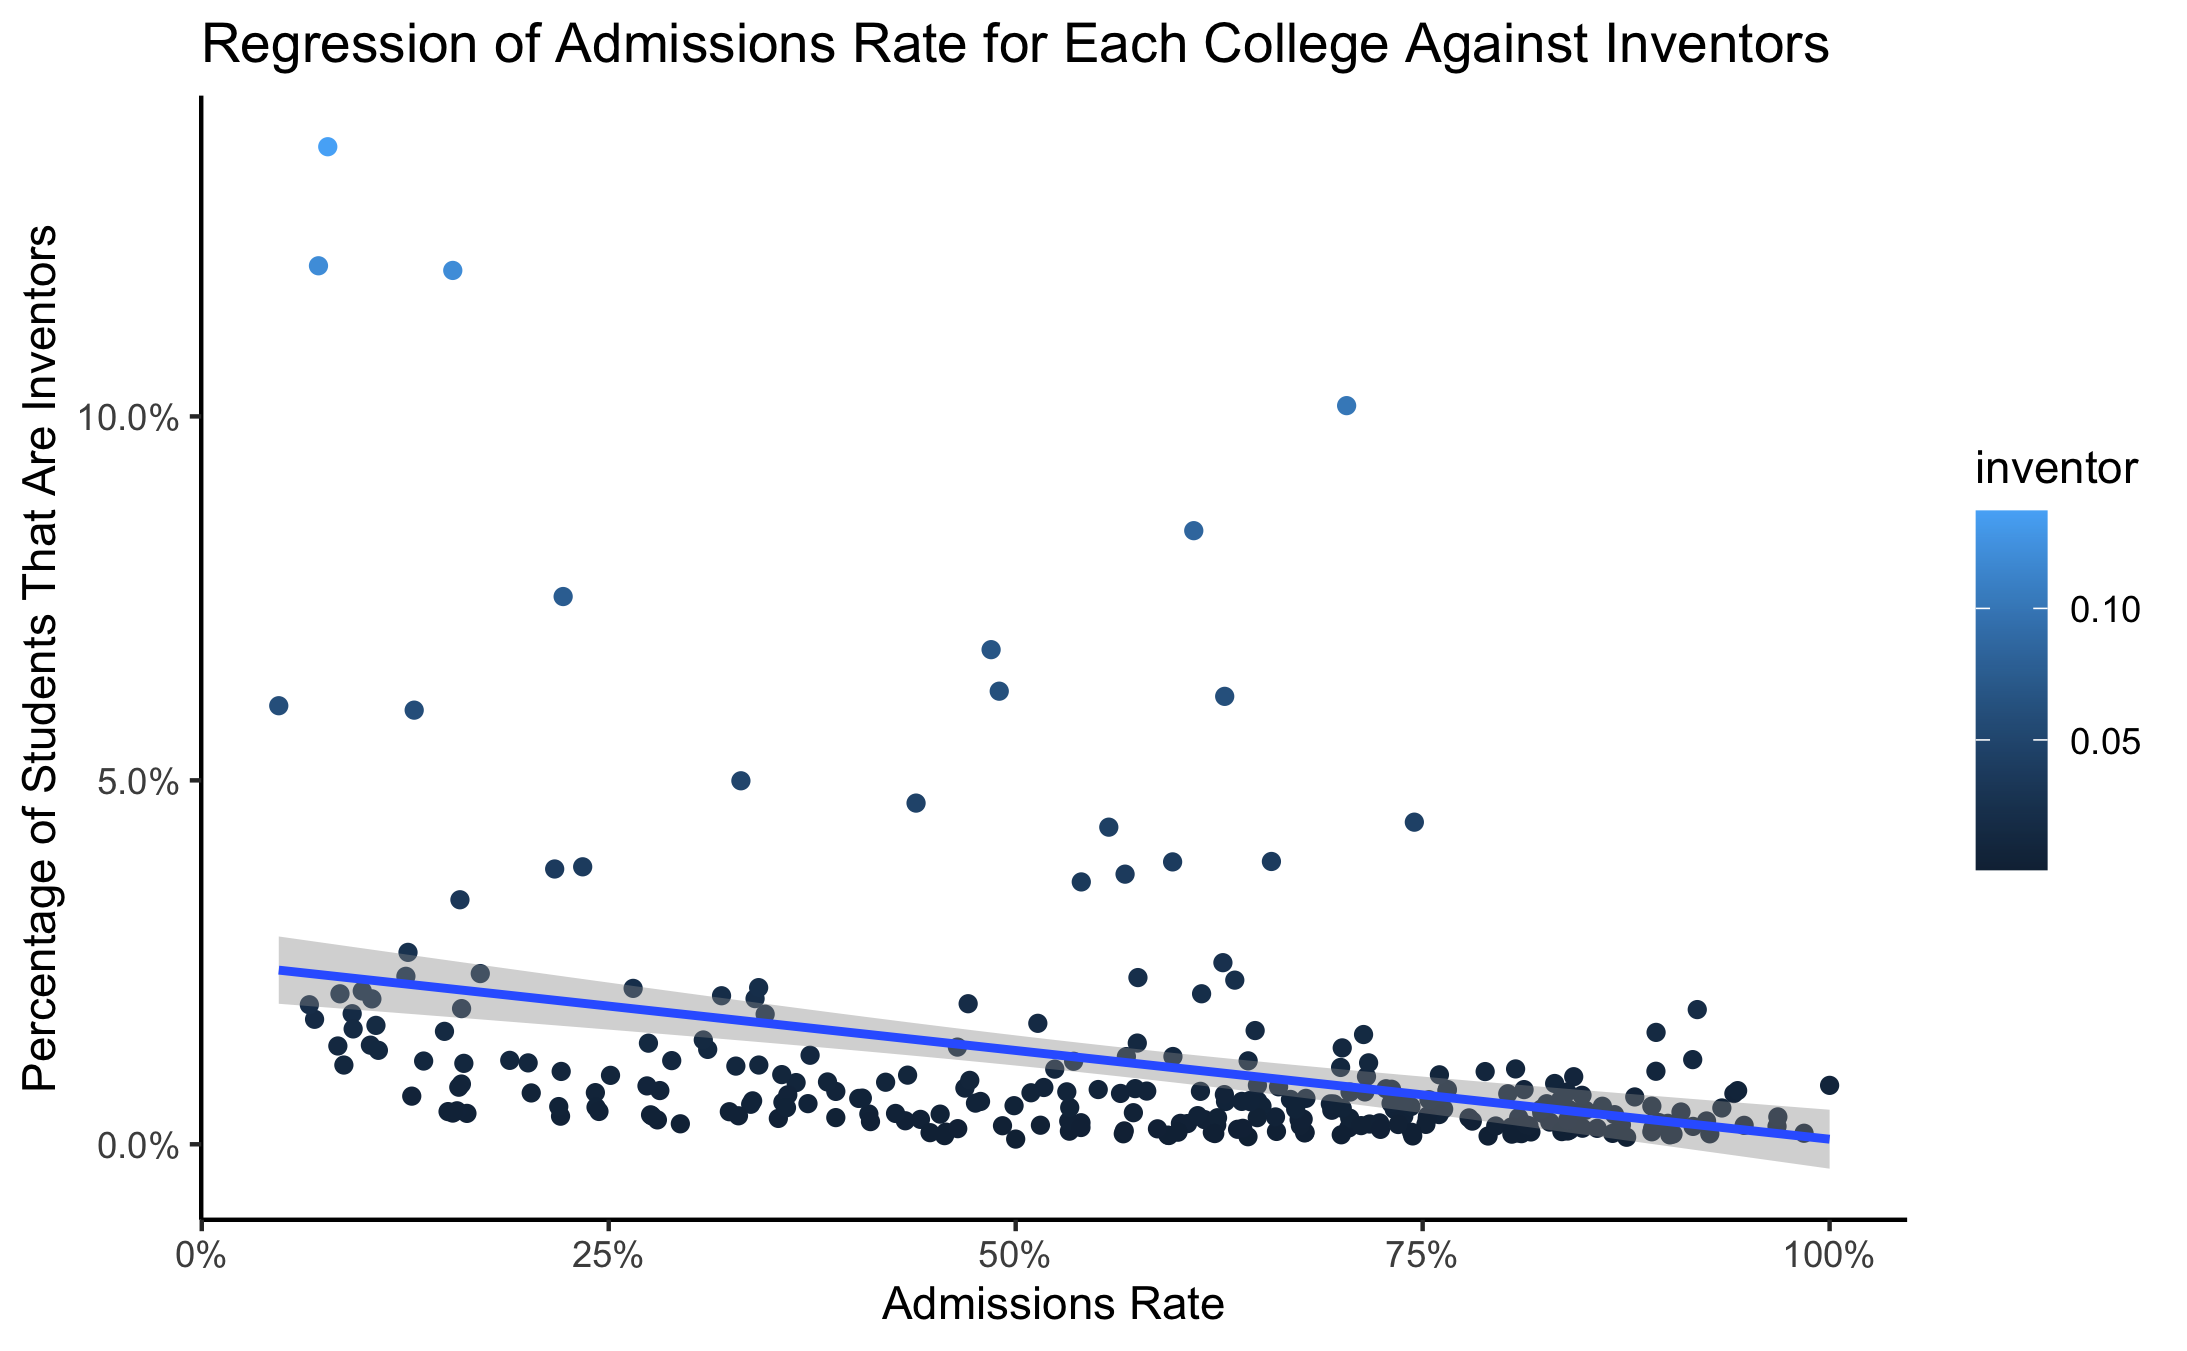 Regression of Admissions Rate for Each College Against Inventors
Percentage of Students That Are Inventors
10.0%
5.0%
0.0%
0%
25%
50%
75%
100%
Admissions Rate
inventor
0.10
0.05